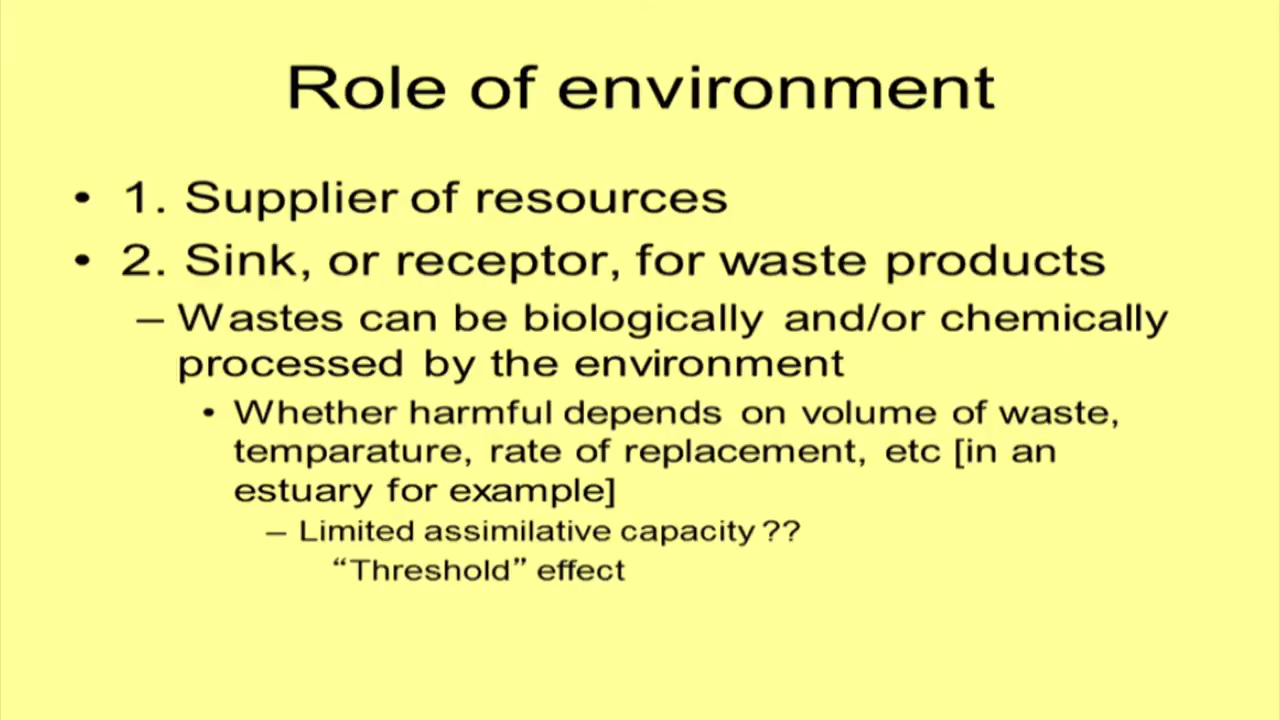 Role of environment
• 1. Supplier of resources
• 2. Sink, or receptor, for waste products
– Wastes can be biologically and/or chemically
processed by the environment
• Whether harmful depends on volume of waste,
temparature, rate of replacement, etc [in an
estuary for example]
– Limited assimilative capacity ??
“Threshold” effect